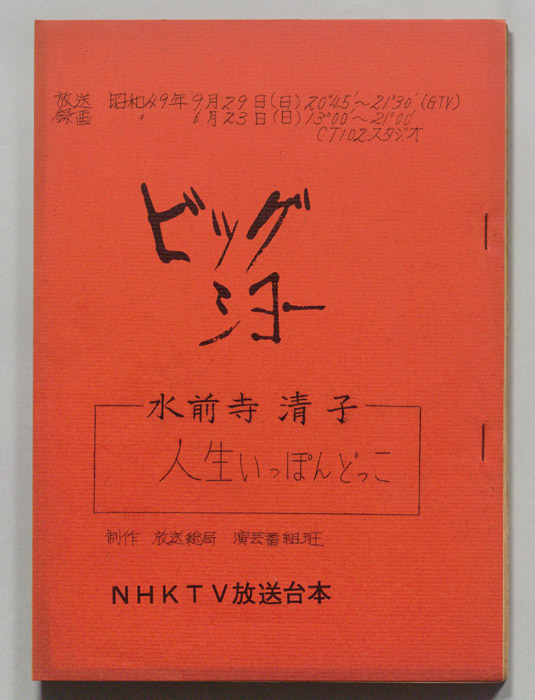 放送 昭和49年9月29日(日)20°45′〜21°30′(GTV)
録画 〃 6月23日(日)13°00′〜21°00′
CT102スタジオ
ビッグ
ショー
水前寺 清子
人生いっぽんどっこ
制作 放送総局 演芸番組班
NHKTV放送台本